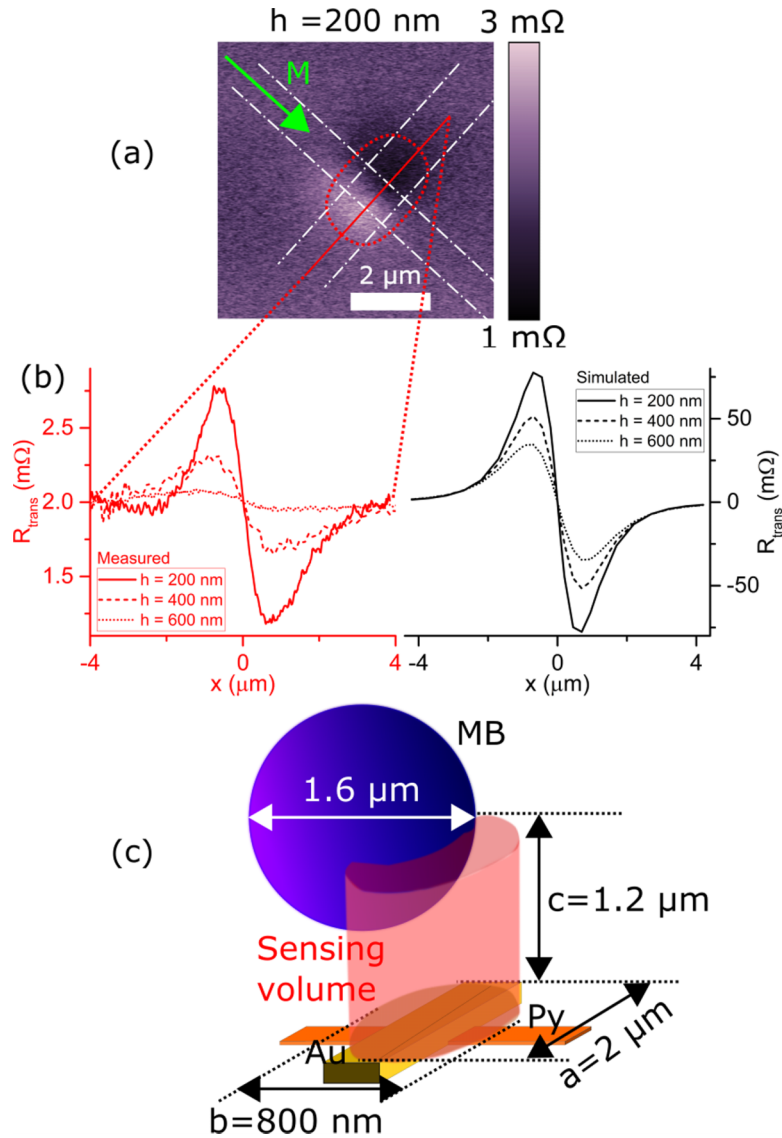 h =200 nm
3 mΩ
M
(a)
2 µm
1 mΩ
(b)
2.5
2.0
1.5
R_trans (mΩ)
Measured
h = 200 nm
h = 400 nm
h = 600 nm
-4
0
4
x (µm)
Simulated
h = 200 nm
h = 400 nm
h = 600 nm
50
0
-50
R_trans (mΩ)
-4
0
4
x (µm)
MB
1.6 µm
(c)
c=1.2 µm
Sensing
volume
Py
Au
a=2 µm
b=800 nm